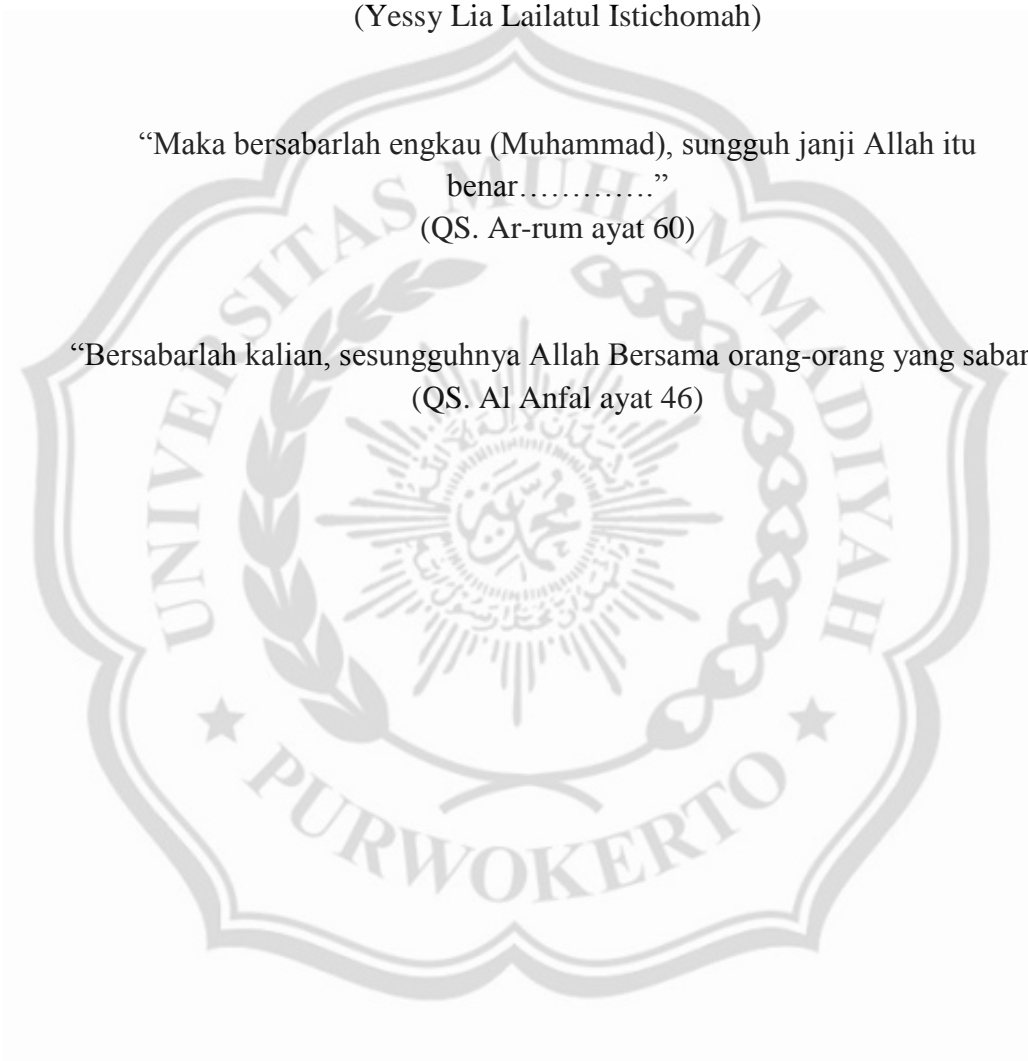 (Yessy Lia Lailatul Istichomah)
“Maka bersabarlah engkau (Muhammad), sungguh janji Allah itu
benar………….”
(QS. Ar-rum ayat 60)
“Bersabarlah kalian, sesungguhnya Allah Bersama orang-orang yang sabar
(QS. Al Anfal ayat 46)
UNIVERSITAS MUHAMMADIYAH
PURWOKERTO